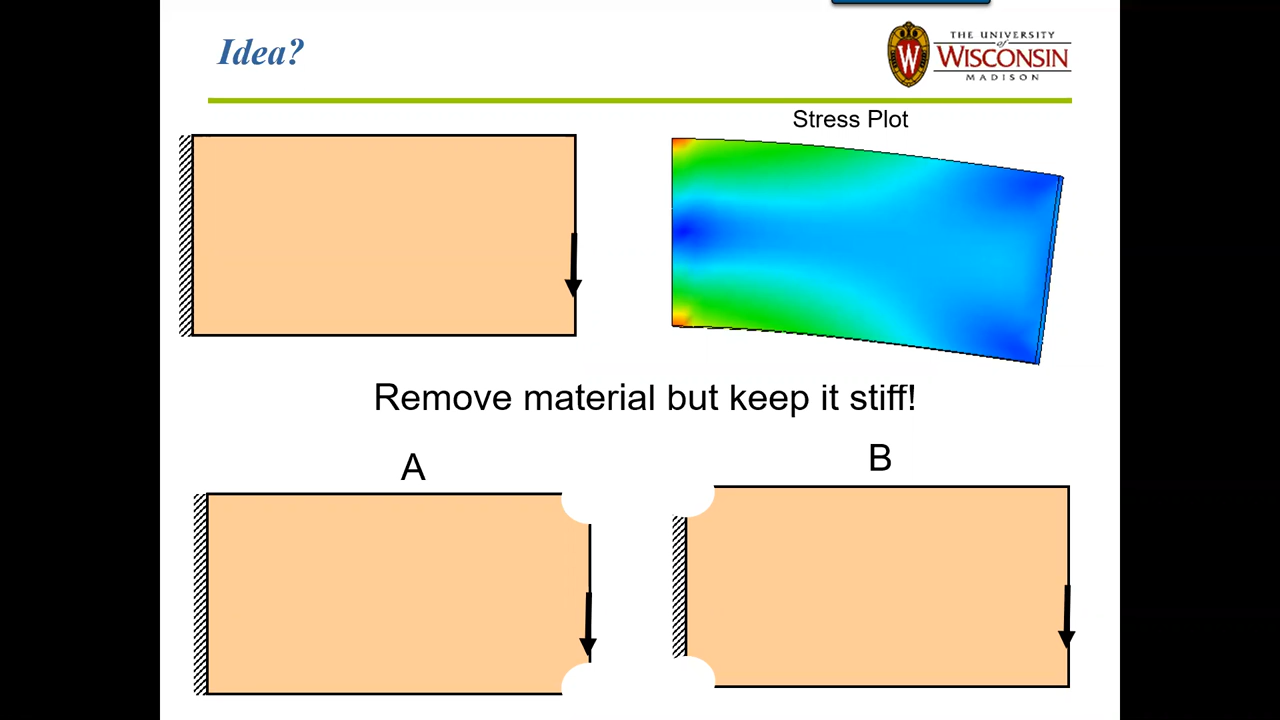 Idea?
THE UNIVERSITY
of
WISCONSIN
MADISON
W
Stress Plot
Remove material but keep it stiff!
A
B